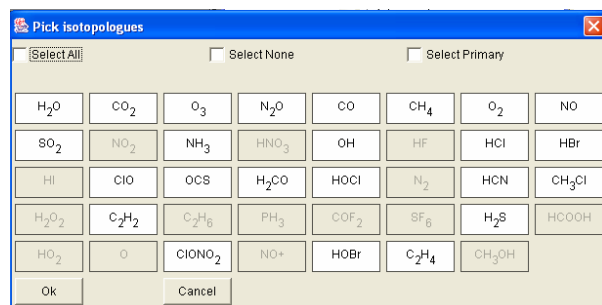 Pick isotopologues
Select All Select None Select Primary
H₂O CO₂ O₃ N₂O CO CH₄ O₂ NO
SO₂ NO₂ NH₃ HNO₃ OH HF HCl HBr
HI ClO OCS H₂CO HOCl N₂ HCN CH₃Cl
H₂O₂ C₂H₂ C₂H₆ PH₃ COF₂ SF₆ H₂S HCOOH
HO₂ O ClONO₂ NO+ HOBr C₂H₄ CH₃OH
Ok Cancel